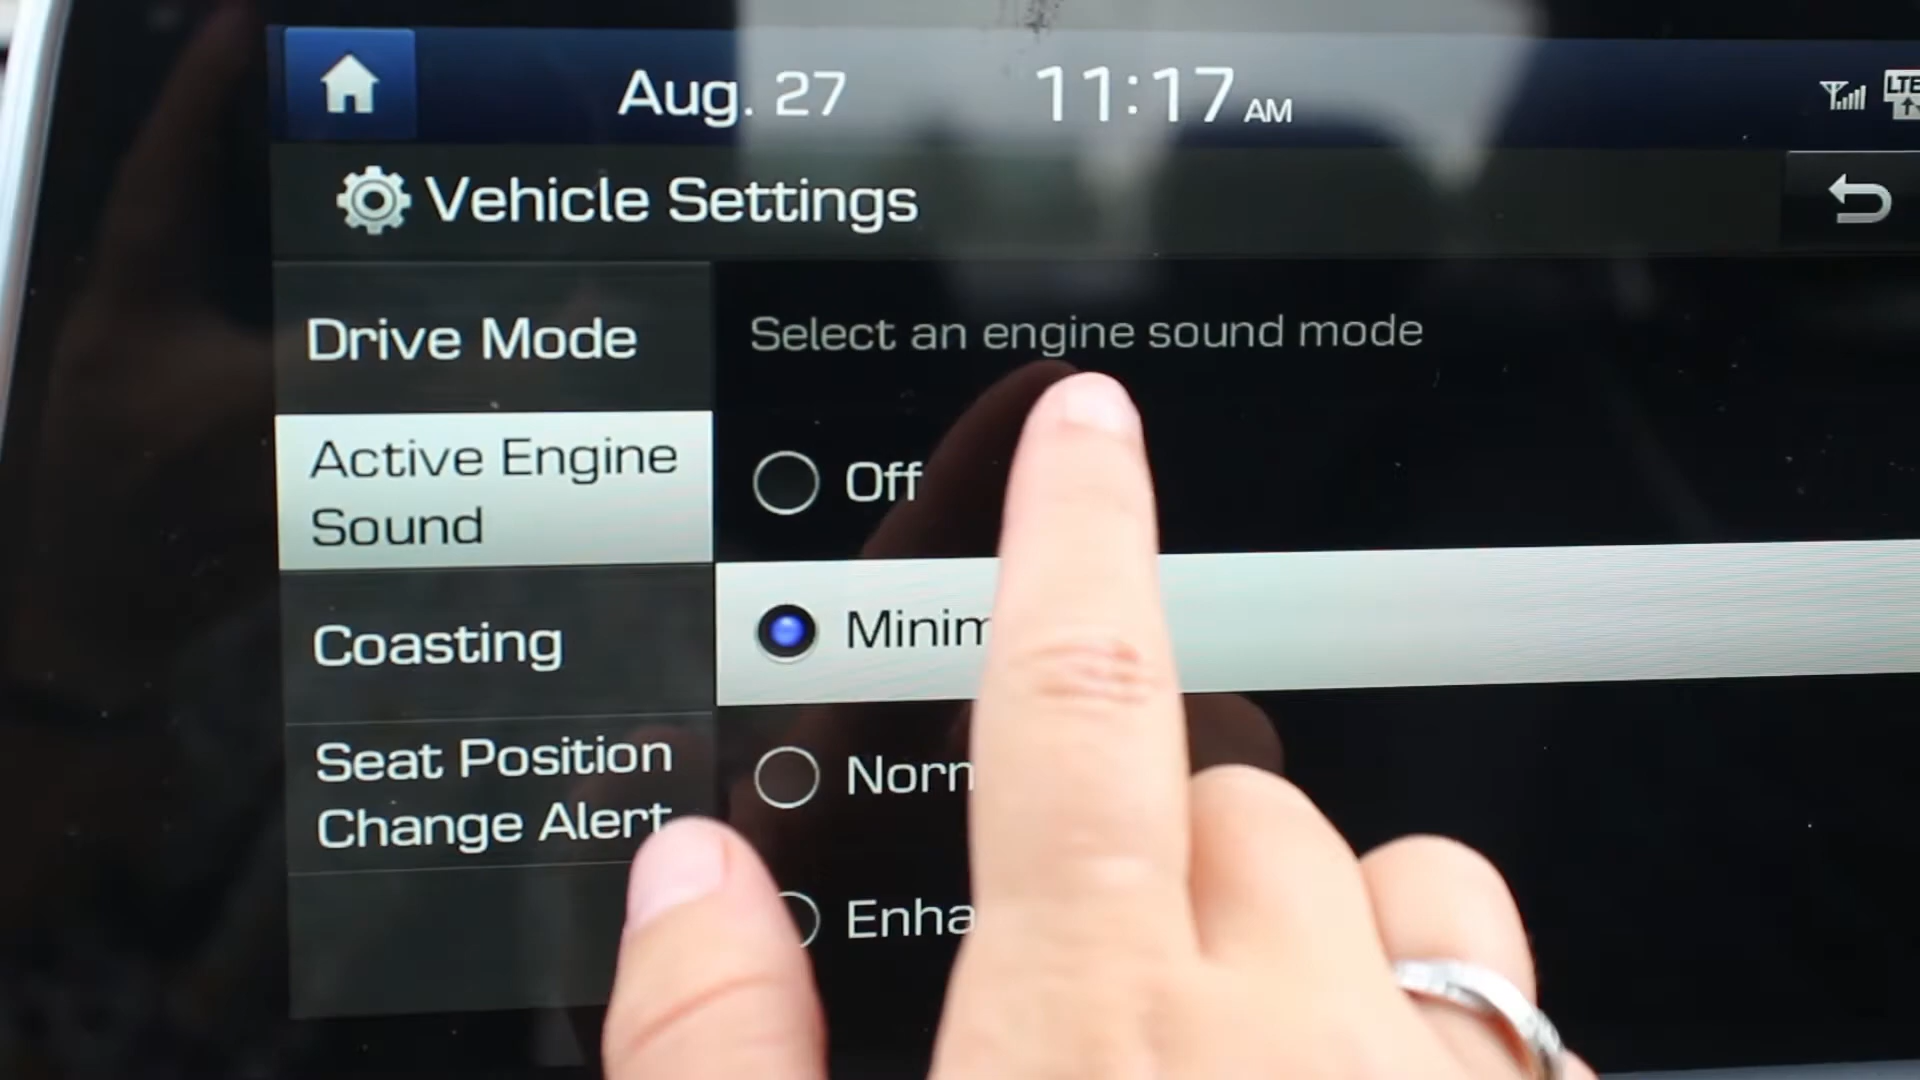 Aug. 27 11:17 AM
LTE
Vehicle Settings
Drive Mode
Select an engine sound mode
Active Engine
Sound
Off
Coasting
Seat Position
Change Alert